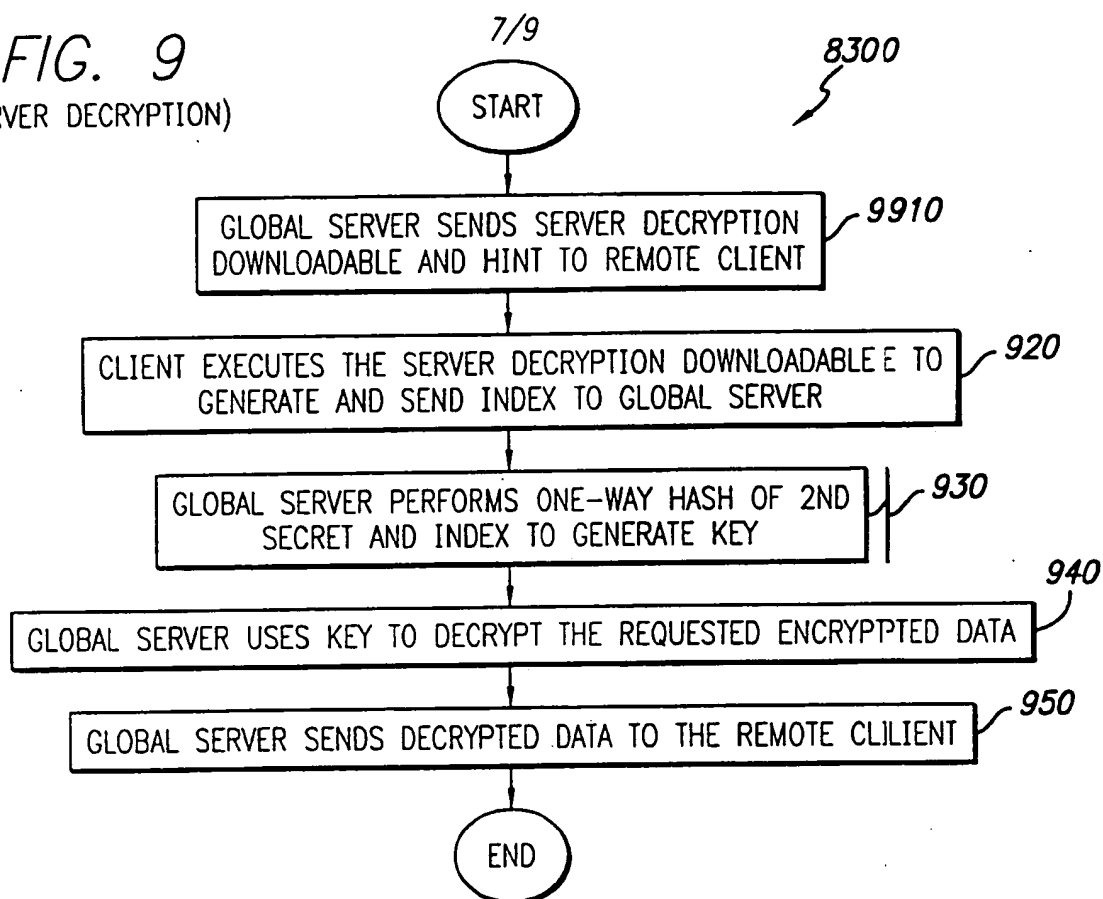 7/9
FIG. 9
RVER DECRYPTION)
8300
START
GLOBAL SERVER SENDS SERVER DECRYPTION
DOWNLOADABLE AND HINT TO REMOTE CLIENT
9910
CLIENT EXECUTES THE SERVER DECRYPTION DOWNLOADABLE E TO
GENERATE AND SEND INDEX TO GLOBAL SERVER
920
GLOBAL SERVER PERFORMS ONE-WAY HASH OF 2ND
SECRET AND INDEX TO GENERATE KEY
930
GLOBAL SERVER USES KEY TO DECRYPT THE REQUESTED ENCRYPTPTED DATA
940
GLOBAL SERVER SENDS DECRYPTED DATA TO THE REMOTE CLILIENT
950
END